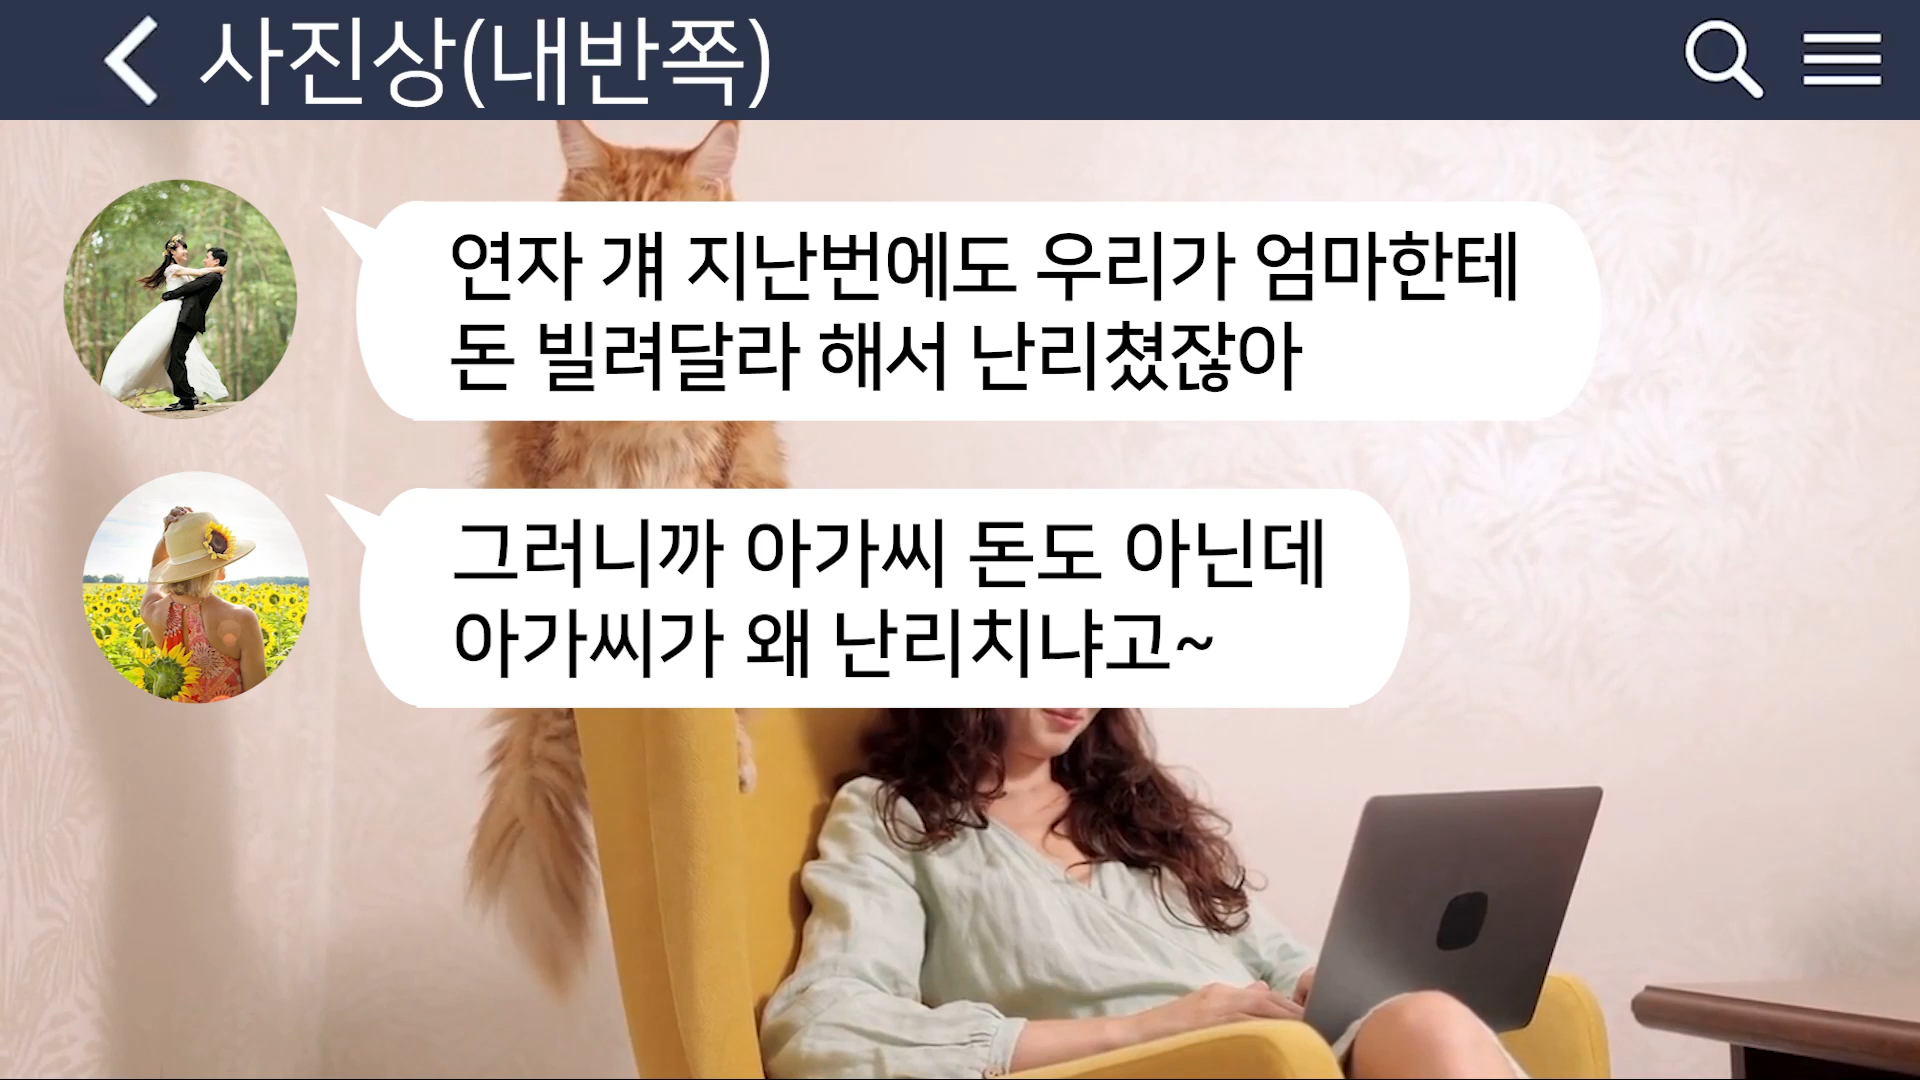 사진상(내반쪽)
연자 걔 지난번에도 우리가 엄마한테
돈 빌려달라 해서 난리쳤잖아
그러니까 아가씨 돈도 아닌데
아가씨가 왜 난리치냐고~